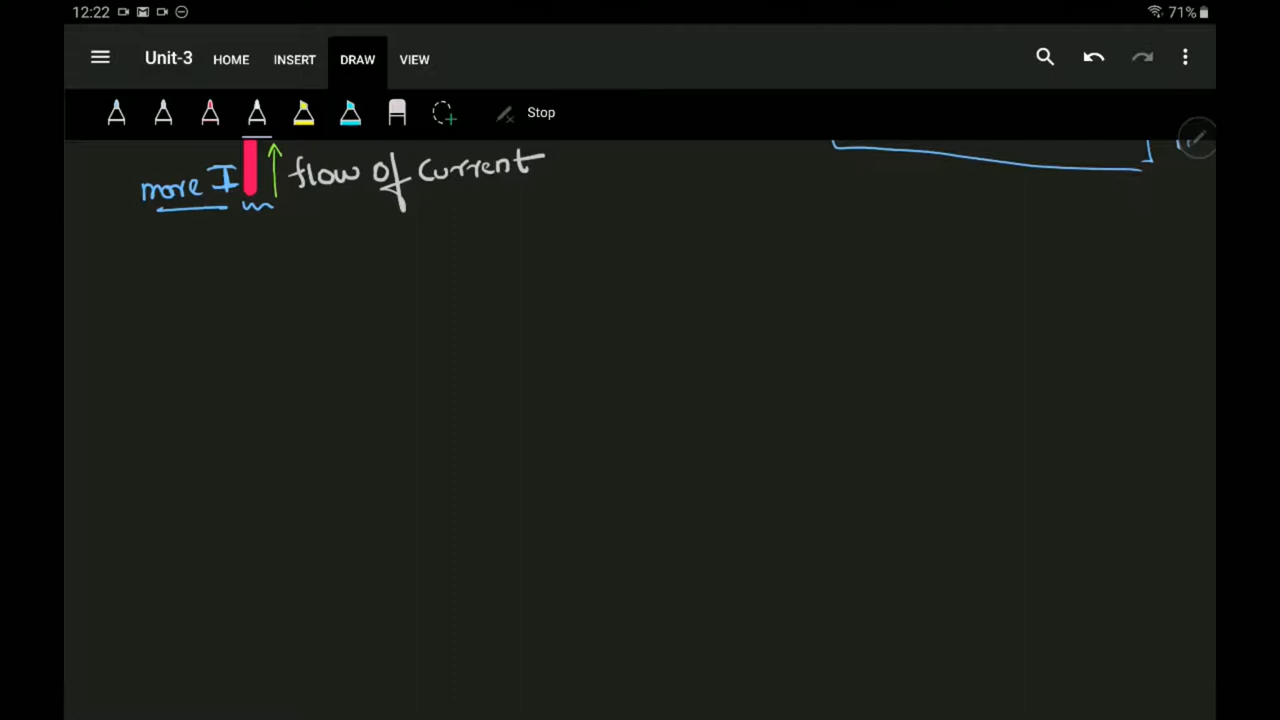 12:22 71%
Unit-3 HOME INSERT DRAW VIEW
Stop
more I flow of current